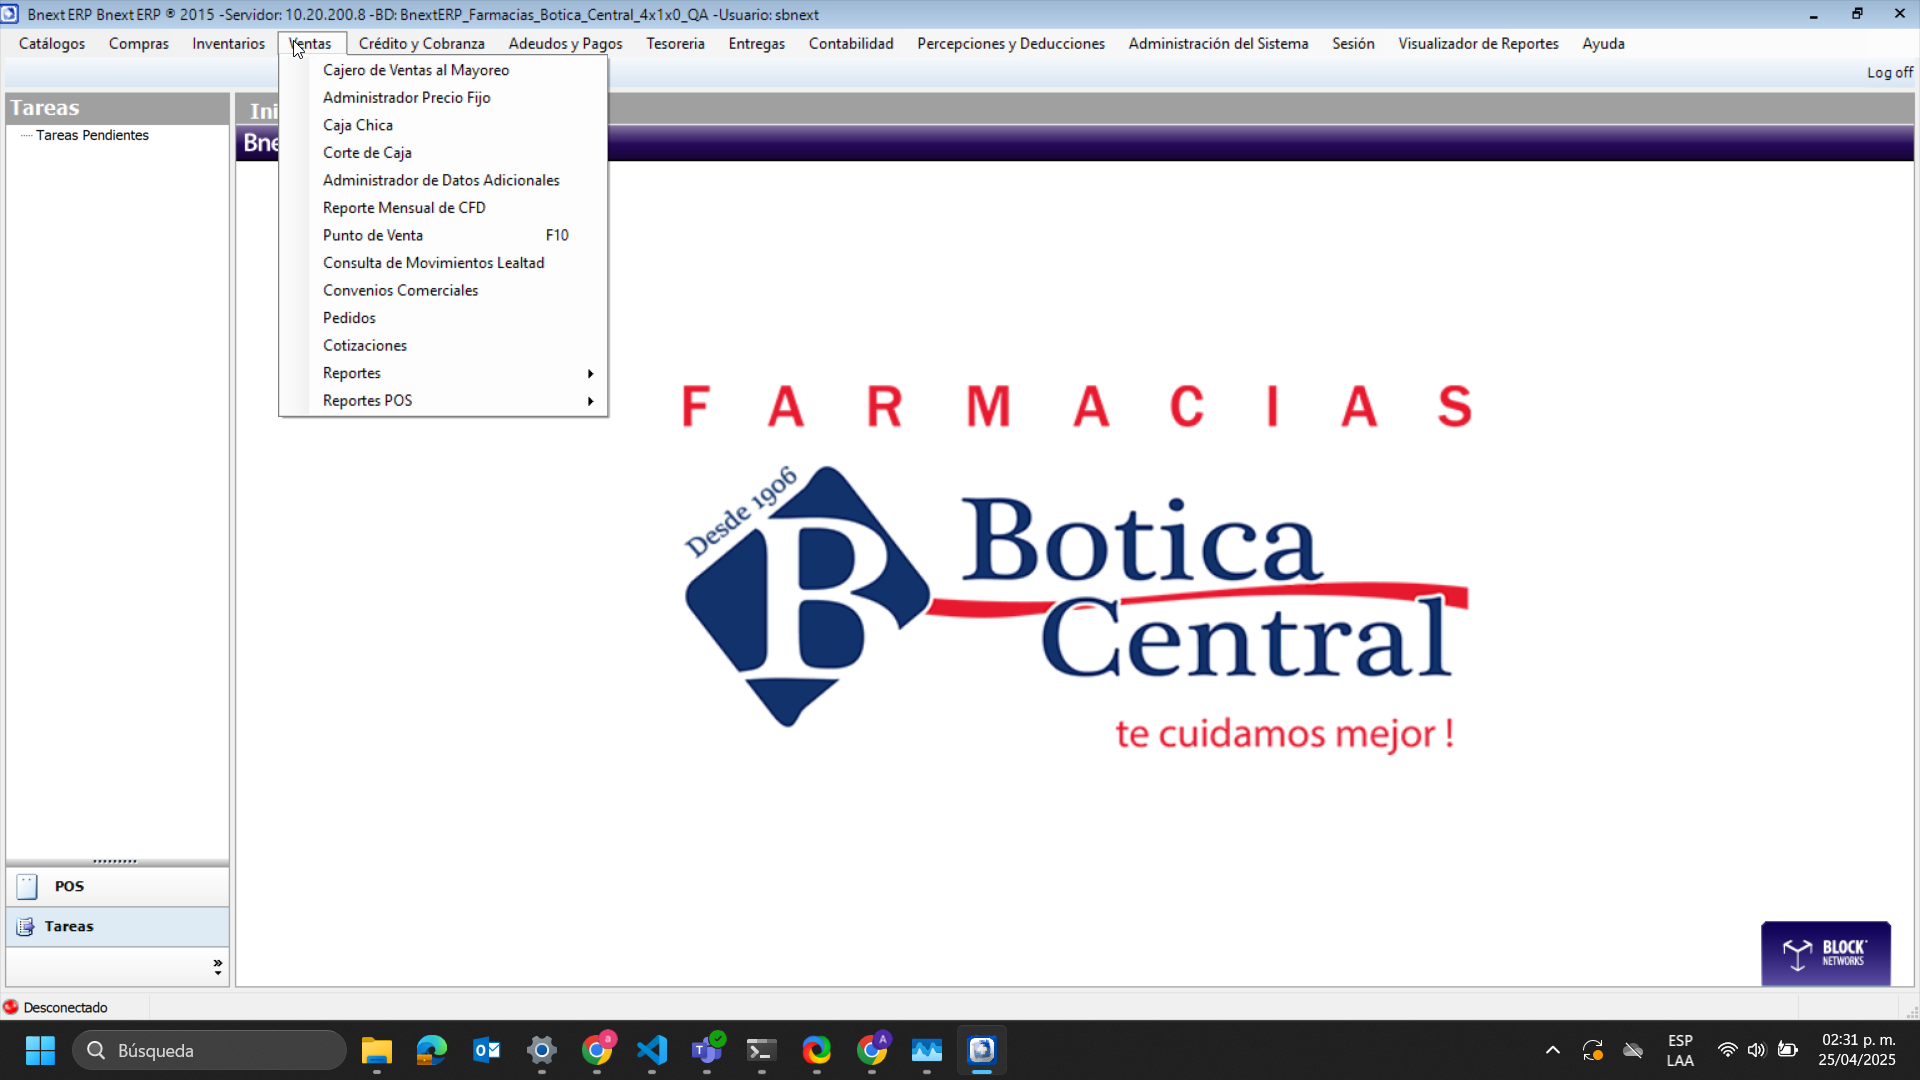 Bnext ERP Bnext ERP ® 2015 -Servidor: 10.20.200.8 -BD: BnextERP_Farmacias_Botica_Central_4x1x0_QA -Usuario: sbnext
Catálogos Compras Inventarios Ventas Crédito y Cobranza Adeudos y Pagos Tesoreria Entregas Contabilidad Percepciones y Deducciones Administración del Sistema Sesión Visualizador de Reportes Ayuda
Log off
Tareas
Tareas Pendientes
Ini
Bne
Cajero de Ventas al Mayoreo
Administrador Precio Fijo
Caja Chica
Corte de Caja
Administrador de Datos Adicionales
Reporte Mensual de CFD
Punto de Venta F10
Consulta de Movimientos Lealtad
Convenios Comerciales
Pedidos
Cotizaciones
Reportes
Reportes POS
FARMACIAS
Desde 1906
B
Botica
Central
te cuidamos mejor !
POS
Tareas
BLOCK
NETWORKS
Desconectado
Búsqueda
ESP
LAA
02:31 p. m.
25/04/2025